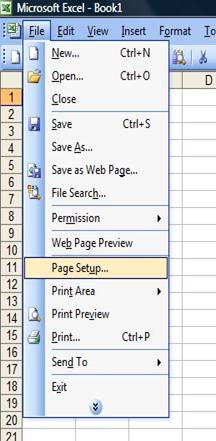 Microsoft Excel - Book1
File Edit View Insert Format
D
1
2
3
4
5
6
7
8
9
10
11
12
13
14
15
16
17
18
19
20
21
New... Ctrl+N
Open... Ctrl+O
Close
Save Ctrl+S
Save As...
Save as Web Page...
File Search...
Permission
Web Page Preview
Page Setup...
Print Area
Print Preview
Print... Ctrl+P
Send To
Exit